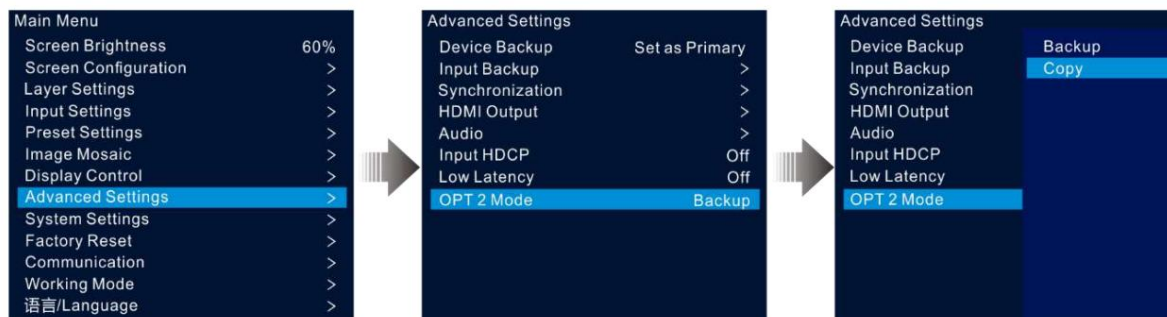 Main Menu
Screen Brightness 60%
Screen Configuration >
Layer Settings >
Input Settings >
Preset Settings >
Image Mosaic >
Display Control >
Advanced Settings >
System Settings >
Factory Reset >
Communication >
Working Mode >
语言/Language >
Advanced Settings
Device Backup Set as Primary
Input Backup >
Synchronization >
HDMI Output >
Audio >
Input HDCP Off
Low Latency Off
OPT 2 Mode Backup
Advanced Settings
Device Backup Backup
Input Backup Copy
Synchronization
HDMI Output
Audio
Input HDCP
Low Latency
OPT 2 Mode